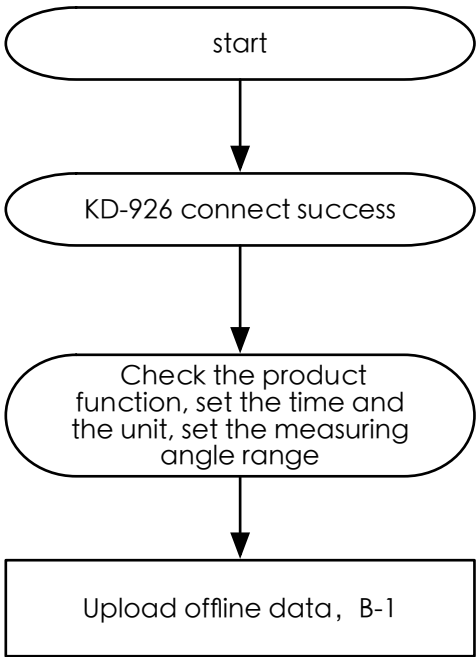 start
KD-926 connect success
Check the product
function, set the time and
the unit, set the measuring
angle range
Upload offline data，B-1